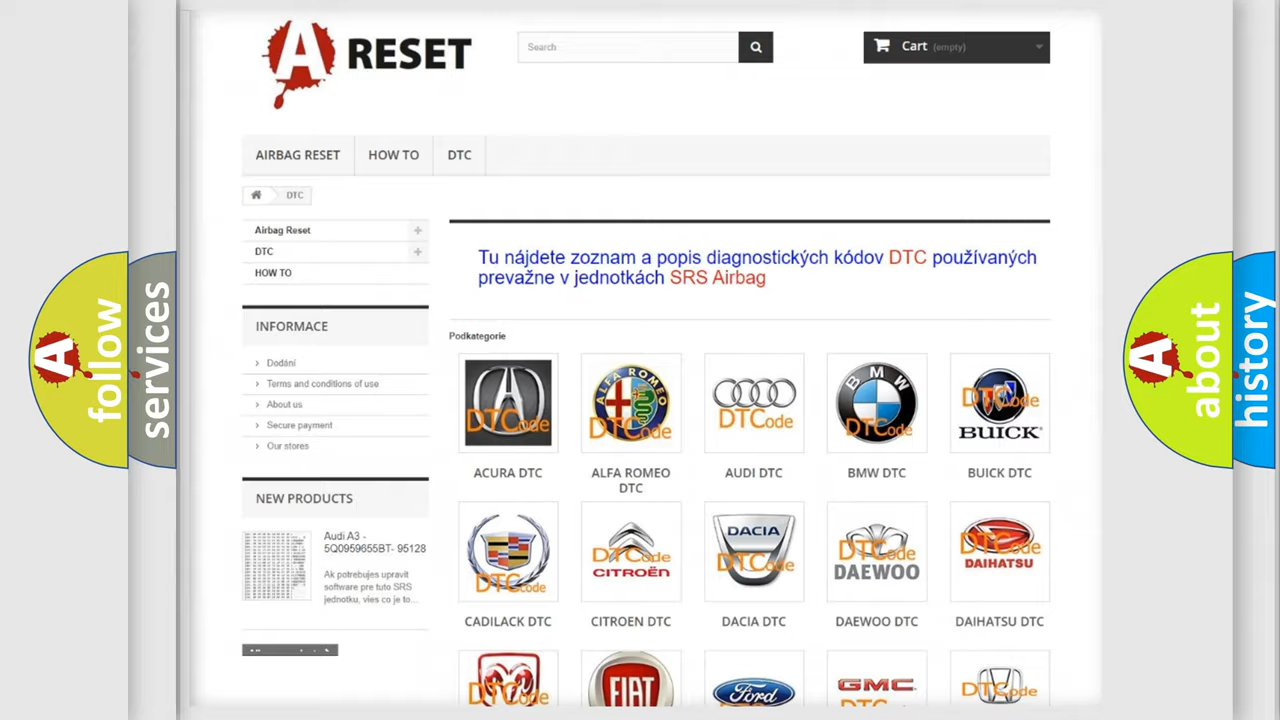 A RESET
Search
Cart (empty)
AIRBAG RESET
HOW TO
DTC
DTC
Airbag Reset
DTC
HOW TO
Tu nájdete zoznam a popis diagnostických kódov DTC používaných
prevažne v jednotkách SRS Airbag
INFORMACE
Dodání
Terms and conditions of use
About us
Secure payment
Our stores
NEW PRODUCTS
Audi A3 -
5Q0959655BT- 95128
Ak potrebujes upravit
software pre tuto SRS
jednotku, vies co je to...
Podkategorie
DTCode
ALFA ROMEO
DTCode
DTCode
BMW
DTCode
DTCode
BUICK
ACURA DTC
ALFA ROMEO
DTC
AUDI DTC
BMW DTC
BUICK DTC
DTCode
DTCode
CITROËN
DACIA
DTCode
DTCode
DAEWOO
DTCode
DAIHATSU
CADILACK DTC
CITROEN DTC
DACIA DTC
DAEWOO DTC
DAIHATSU DTC
DTCode
FIAT
Ford
GMC
DTCode
A follow
services
A about
history